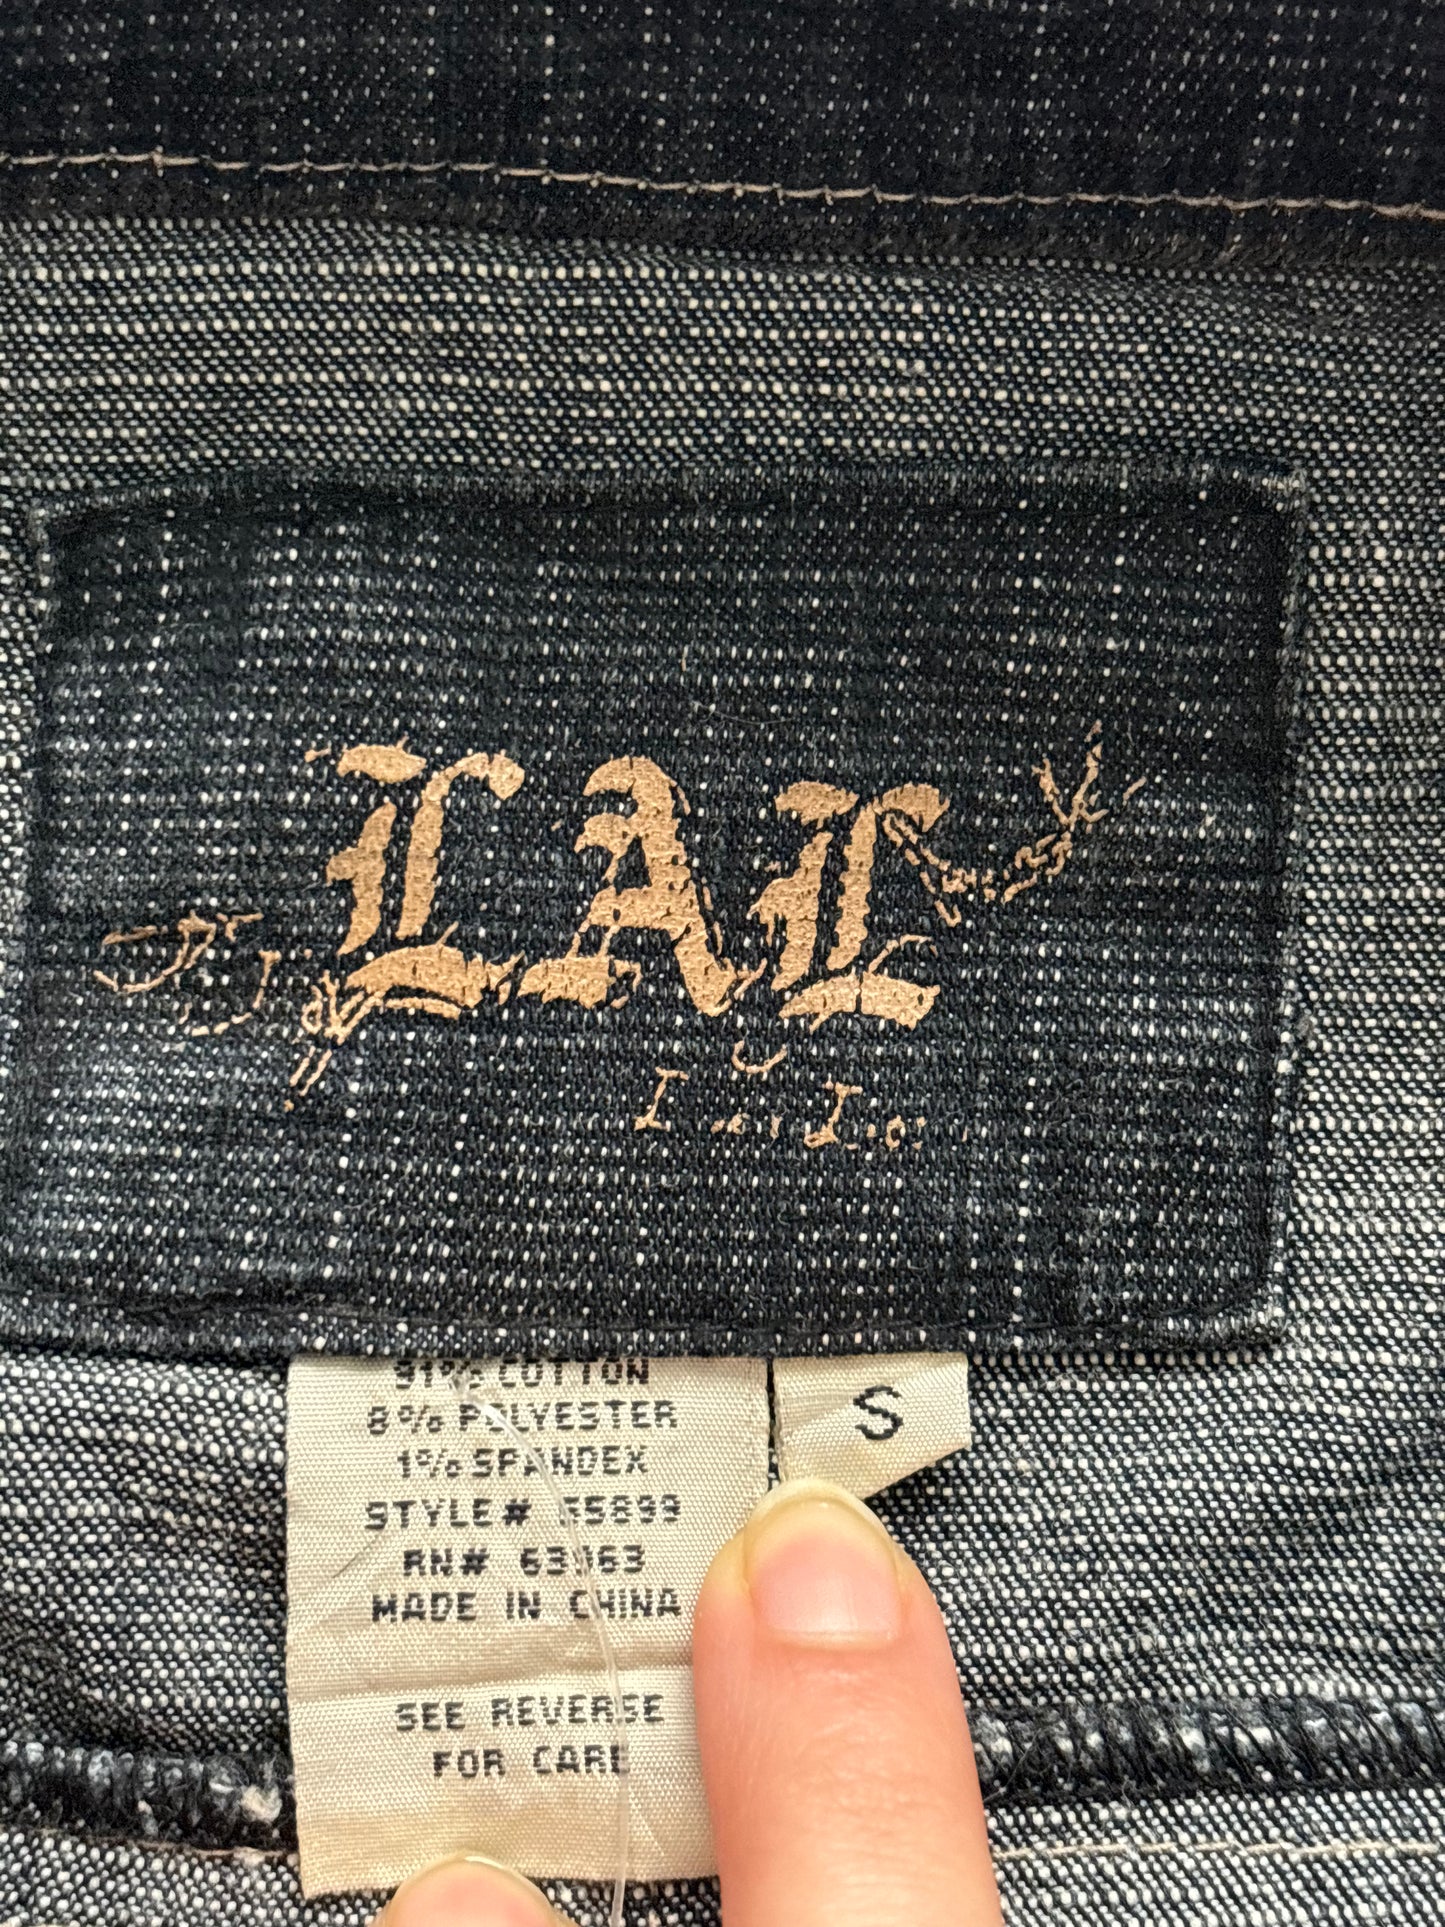 LAL
91% COTTON
8% POLYESTER
1% SPANDEX
S
STYLE# 55899
RN# 63963
MADE IN CHINA
SEE REVERSE
FOR CARE